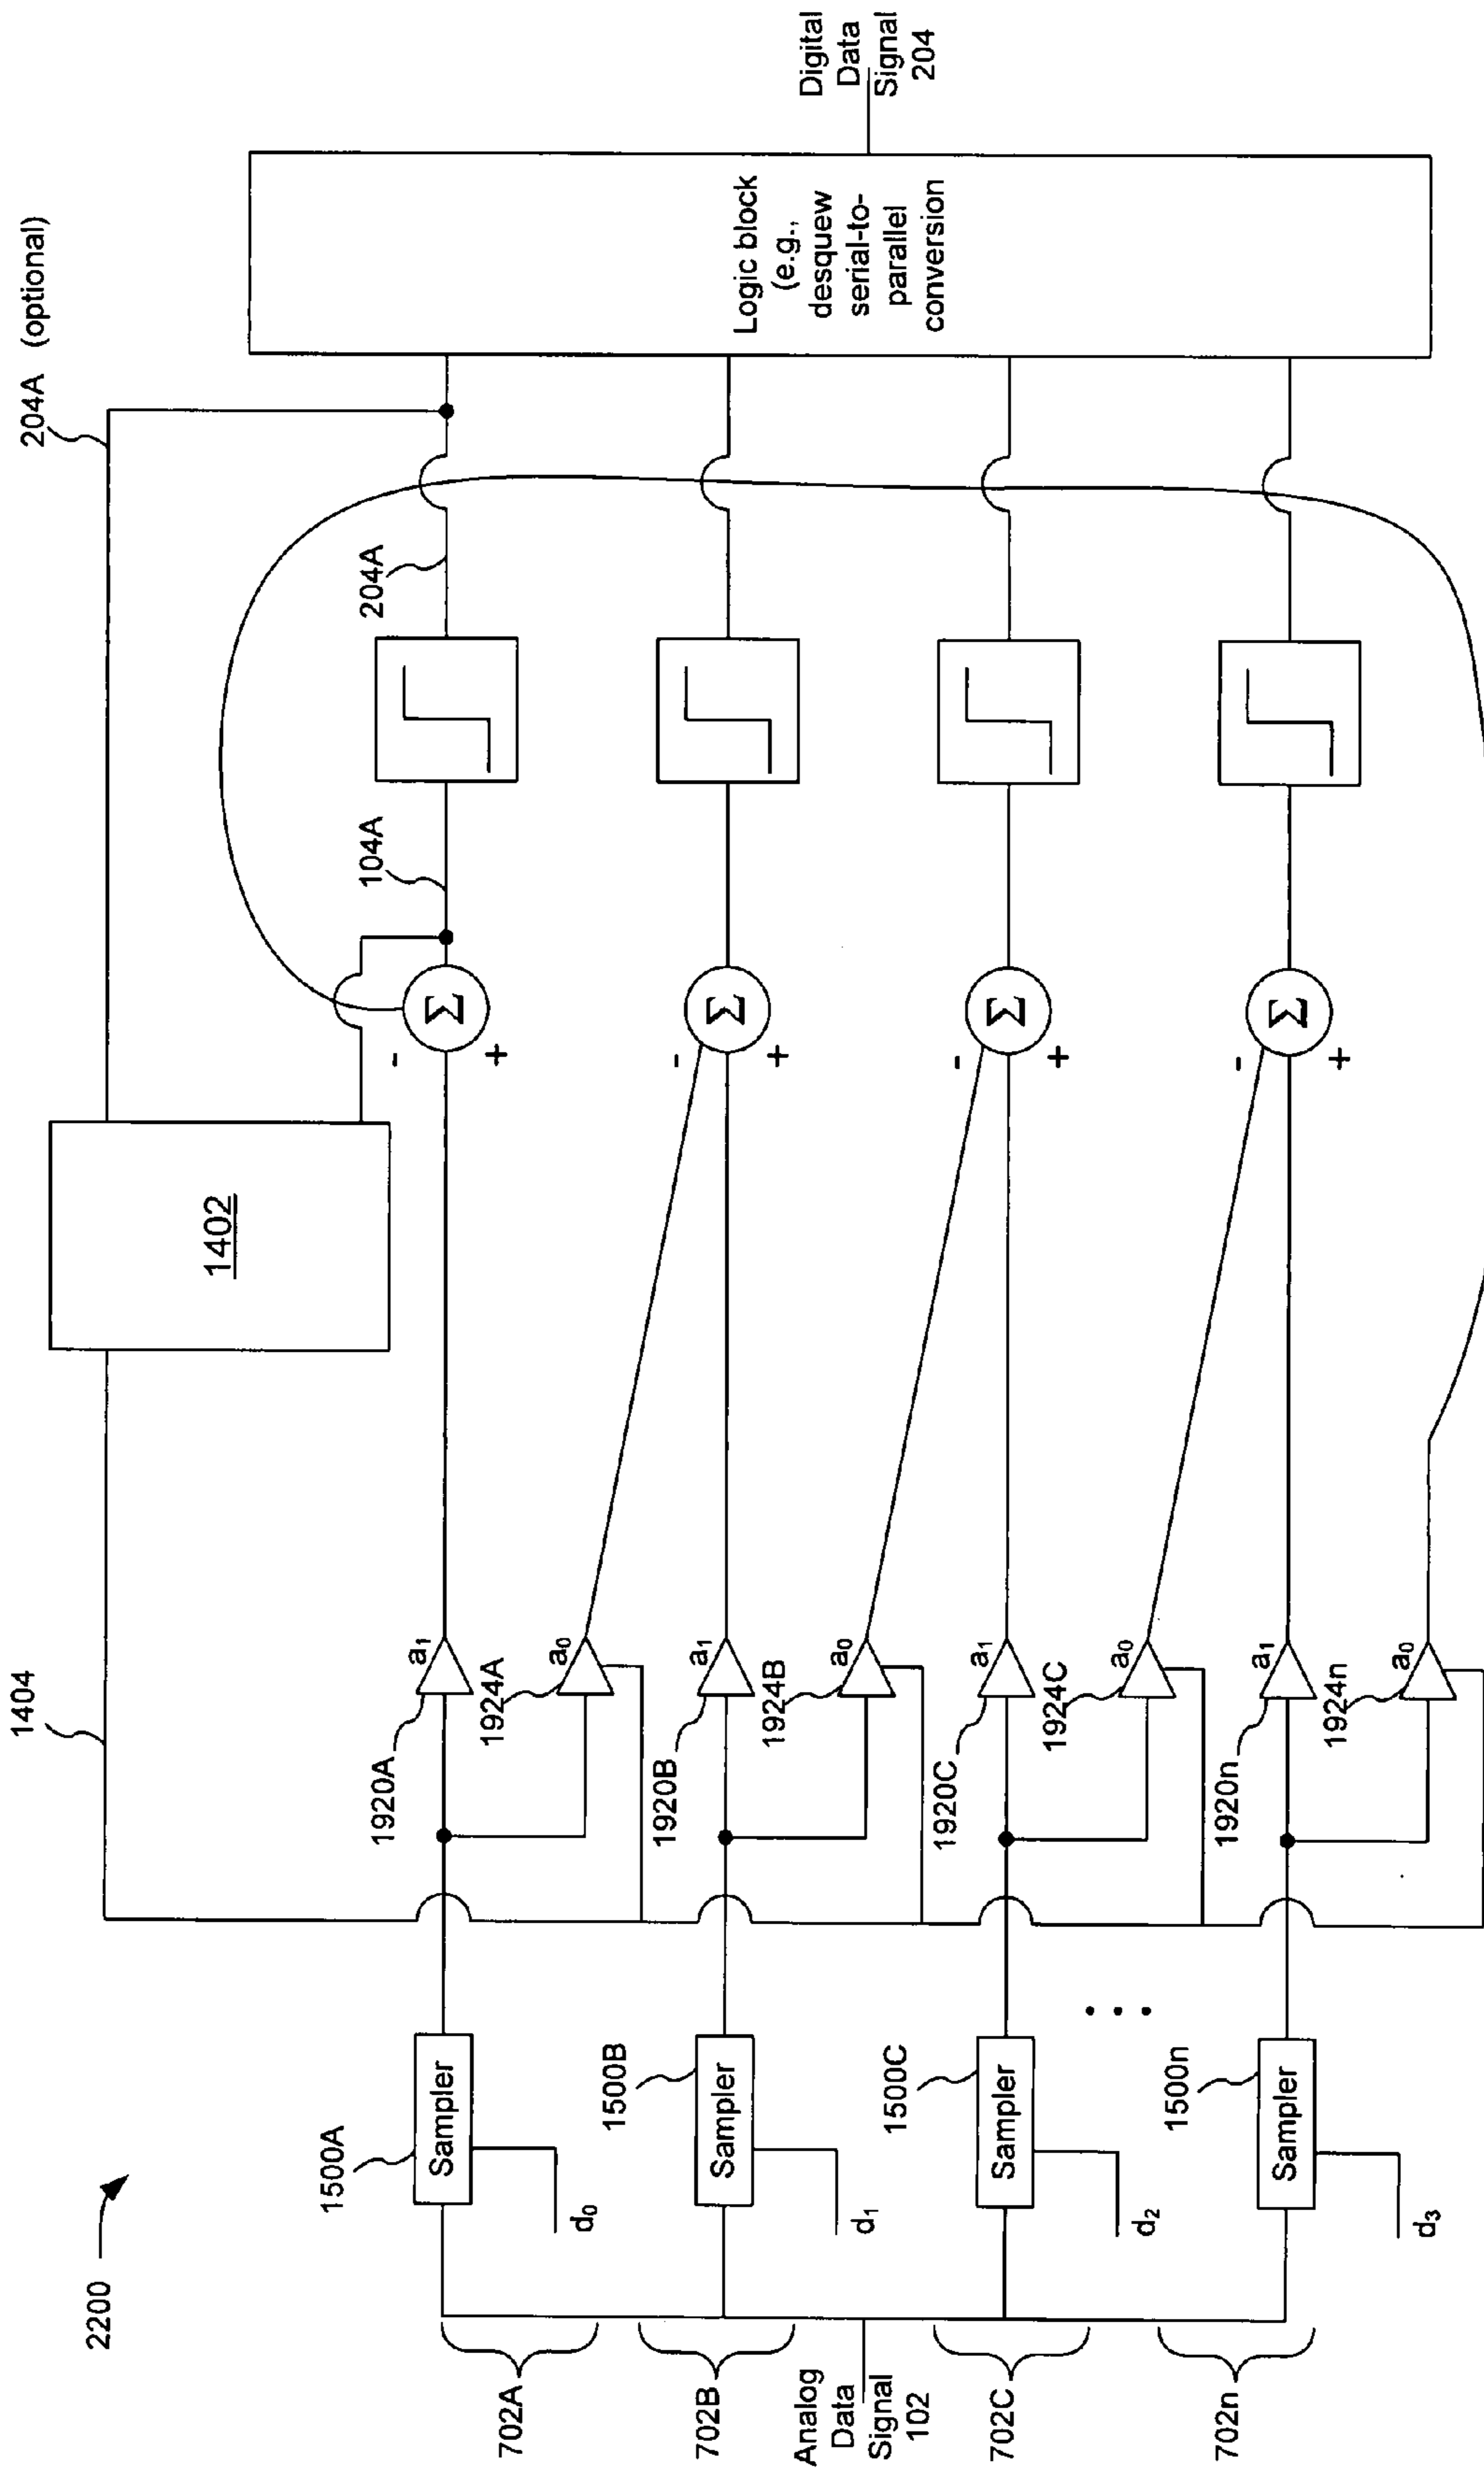 2200
702A
702B
Analog
Data
Signal
102
702C
702n
1500A
Sampler
d0
1500B
Sampler
d1
1500C
Sampler
d2
1500n
Sampler
d3
. . .
1404
1920A
a1
1924A
a0
1920B
a1
1924B
a0
1920C
a1
1924C
a0
1920n
a1
1924n
a0
1402
- Σ +
- Σ +
- Σ +
- Σ +
104A
204A
204A (optional)
Logic block
(e.g.,
desquew
serial-to-
parallel
conversion
Digital
Data
Signal
204